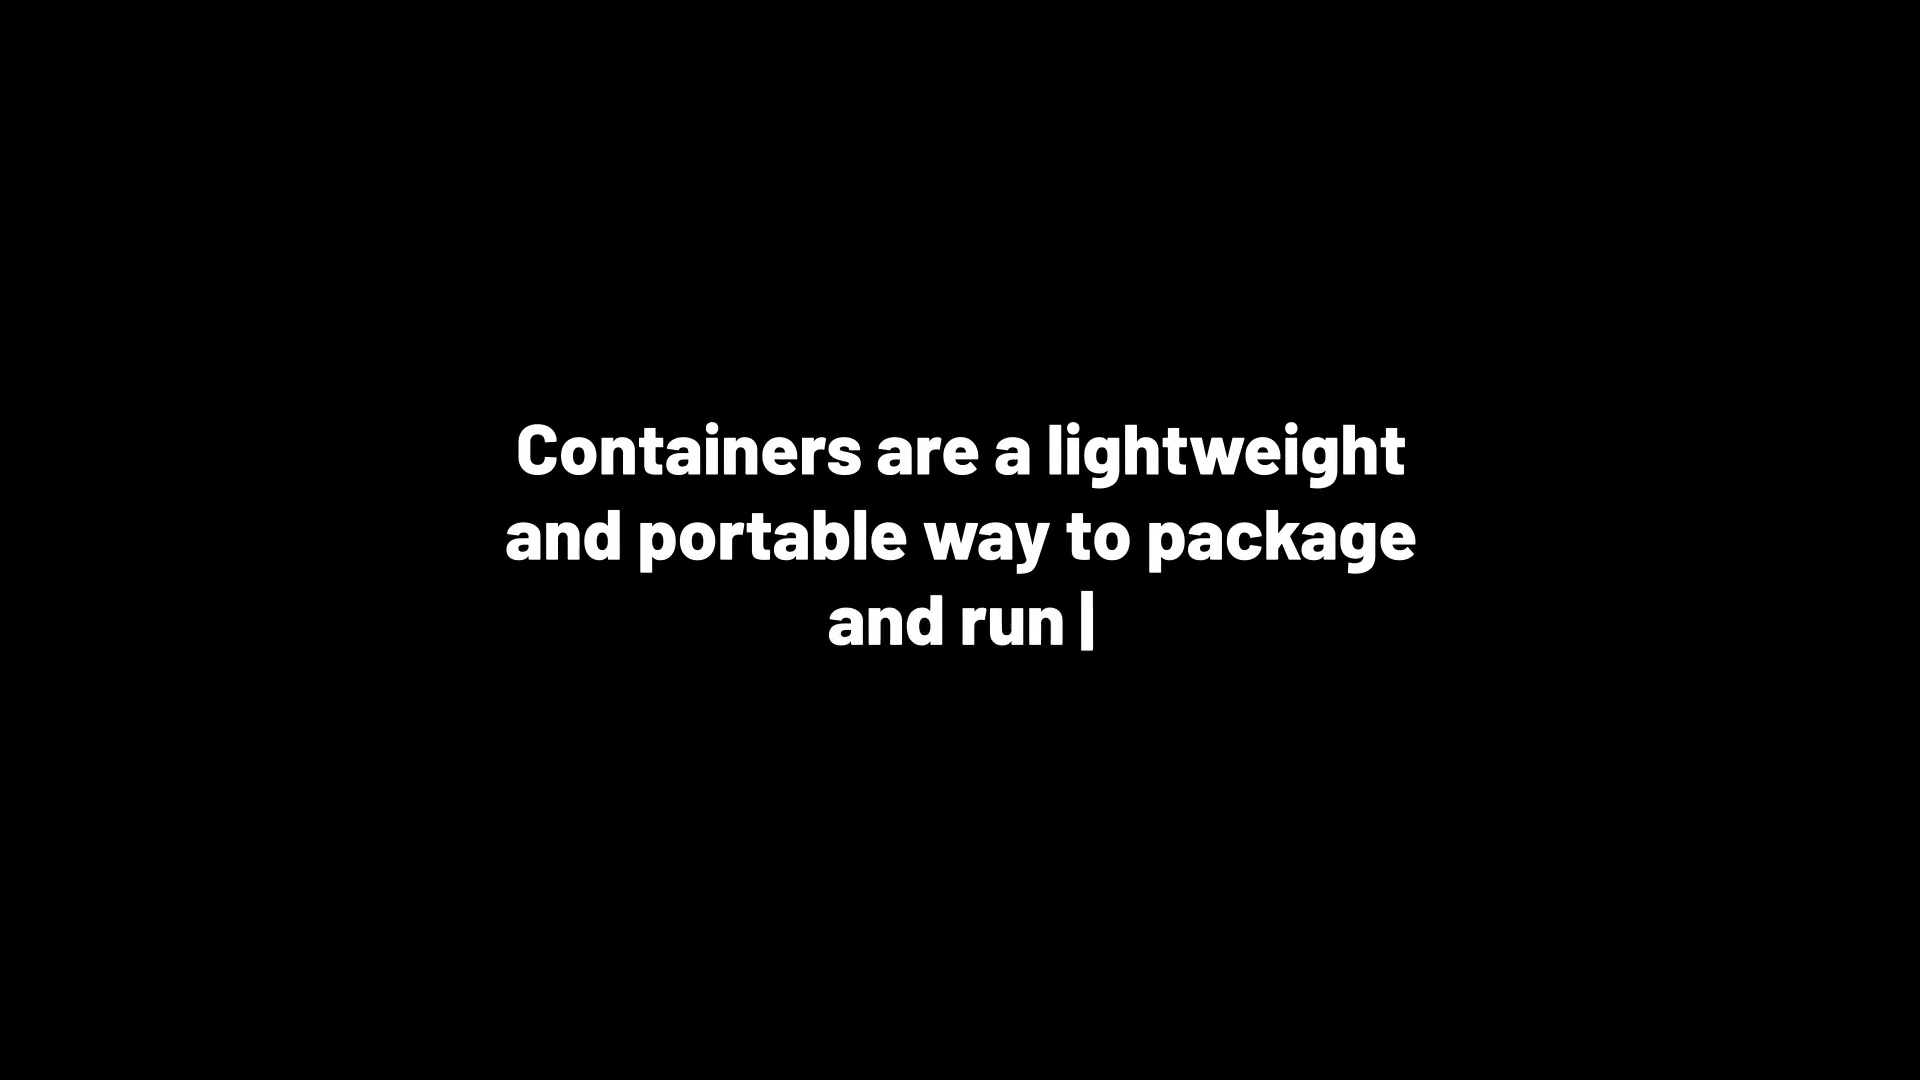 Containers are a lightweight
and portable way to package
and run |